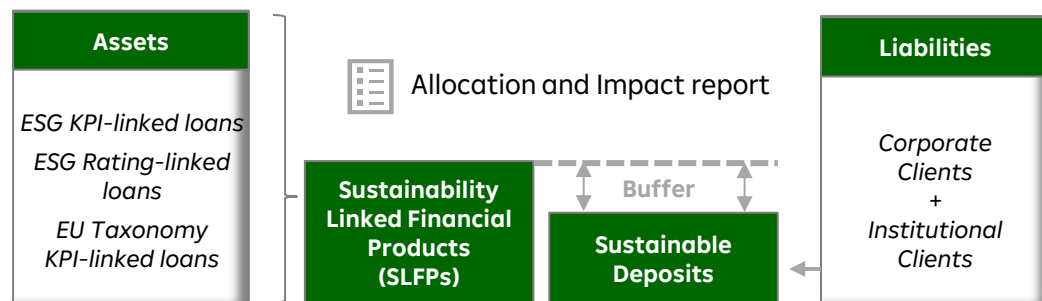 Assets
ESG KPI-linked loans
ESG Rating-linked
loans
EU Taxonomy
KPI-linked loans
Allocation and Impact report
Sustainability
Linked Financial
Products
(SLFPs)
Buffer
Sustainable
Deposits
Liabilities
Corporate
Clients
+
Institutional
Clients